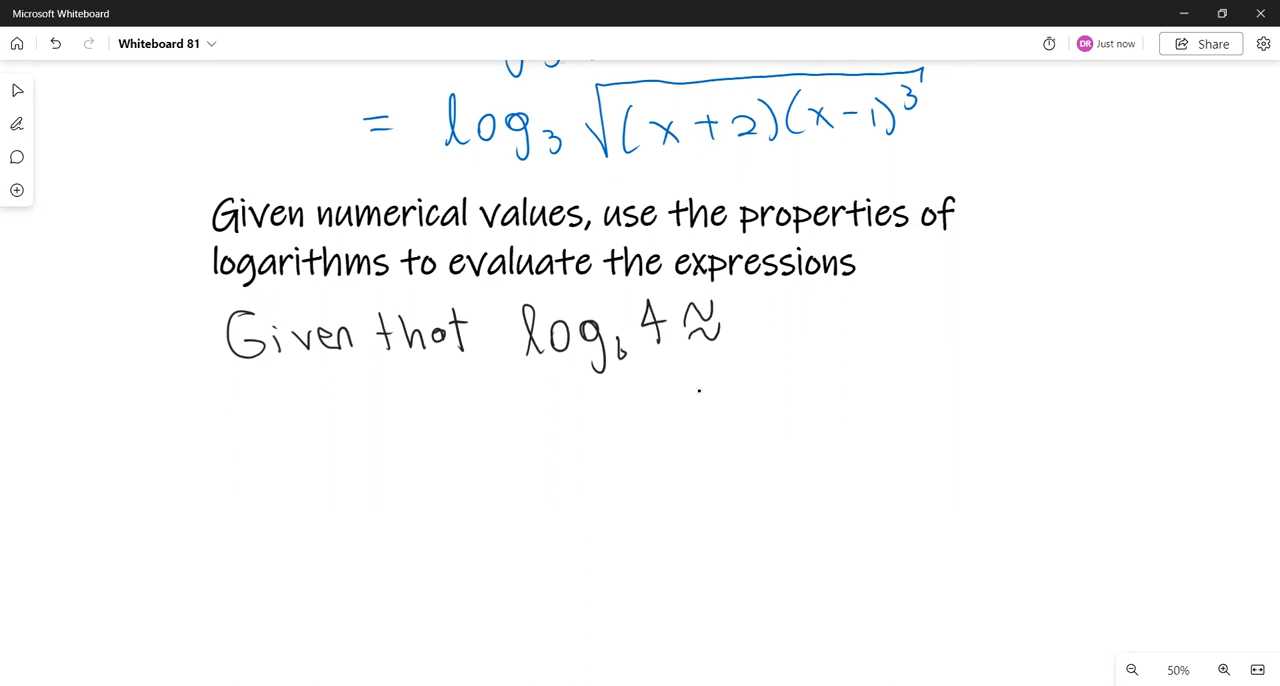 Microsoft Whiteboard
Whiteboard 81
DR Just now Share
= log₃ √(x+2)(x-1)³
Given numerical values, use the properties of
logarithms to evaluate the expressions
Given that log_b 4 ≈
50%